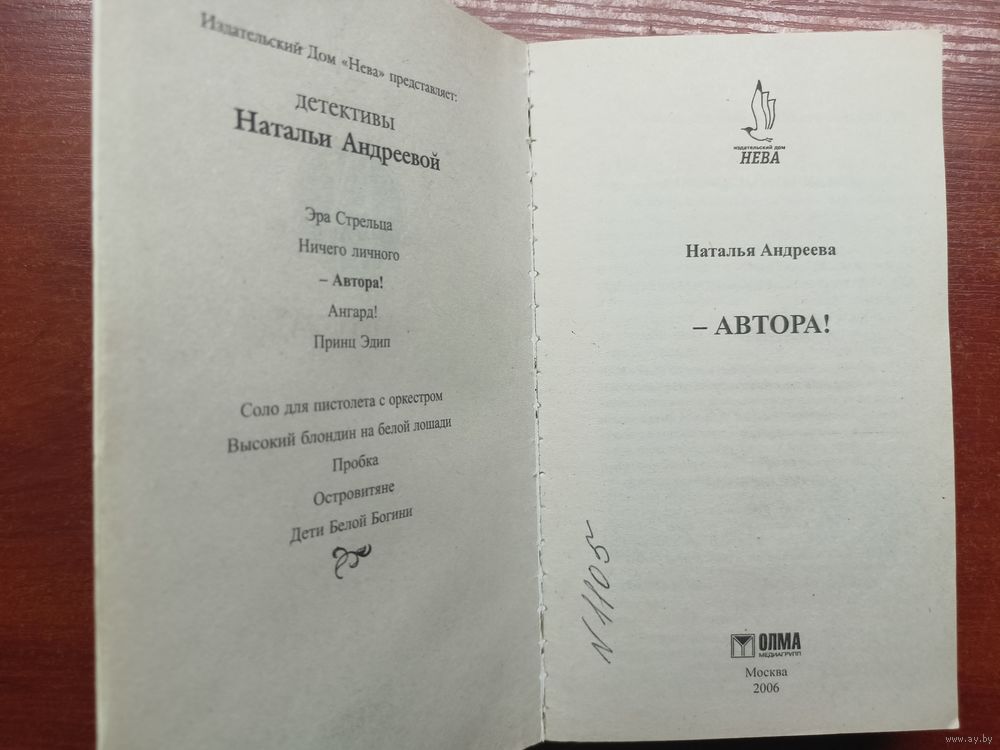 Издательский Дом «Нева» представляет:
детективы
Натальи Андреевой
Эра Стрельца
Ничего личного
– Автора!
Ангард!
Принц Эдип
Соло для пистолета с оркестром
Высокий блондин на белой лошади
Пробка
Островитяне
Дети Белой Богини
издательский дом
НЕВА
Наталья Андреева
– АВТОРА!
N 1105
ОЛМА
МЕДИАГРУПП
Москва
2006
www.ay.by